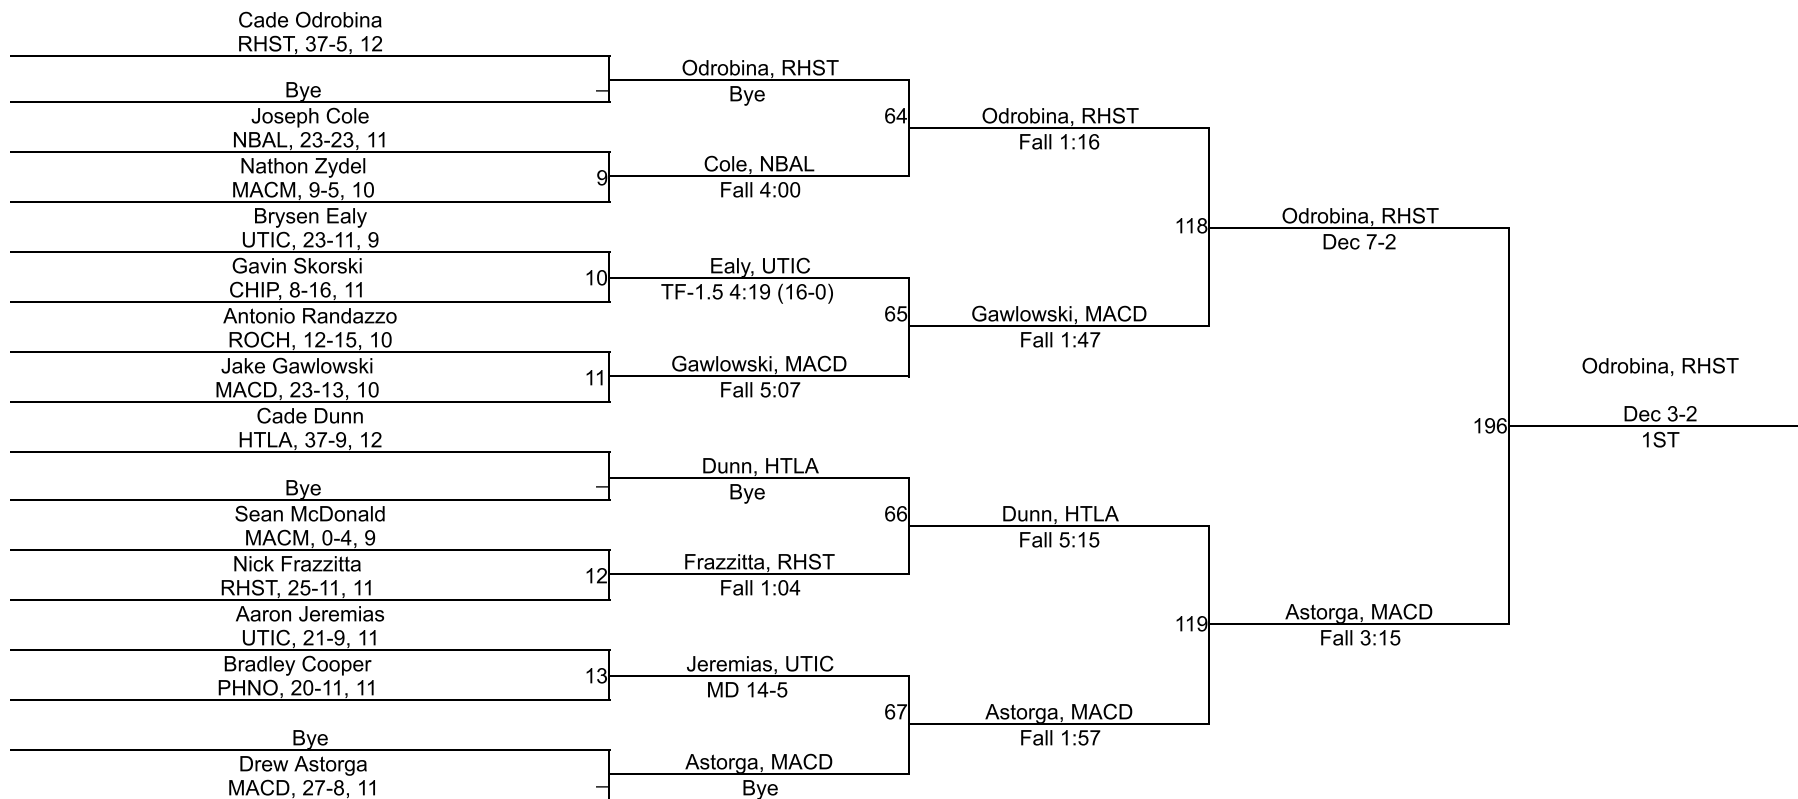 Cade Odrobina
RHST, 37-5, 12
Bye
Joseph Cole
NBAL, 23-23, 11
Nathon Zydel
MACM, 9-5, 10
Brysen Ealy
UTIC, 23-11, 9
Gavin Skorski
CHIP, 8-16, 11
Antonio Randazzo
ROCH, 12-15, 10
Jake Gawlowski
MACD, 23-13, 10
Cade Dunn
HTLA, 37-9, 12
Bye
Sean McDonald
MACM, 0-4, 9
Nick Frazzitta
RHST, 25-11, 11
Aaron Jeremias
UTIC, 21-9, 11
Bradley Cooper
PHNO, 20-11, 11
Bye
Drew Astorga
MACD, 27-8, 11
9
10
11
12
13
Odrobina, RHST
Bye
Cole, NBAL
Fall 4:00
Ealy, UTIC
TF-1.5 4:19 (16-0)
Gawlowski, MACD
Fall 5:07
Dunn, HTLA
Bye
Frazzitta, RHST
Fall 1:04
Jeremias, UTIC
MD 14-5
Astorga, MACD
Bye
64
65
66
67
Odrobina, RHST
Fall 1:16
Gawlowski, MACD
Fall 1:47
Dunn, HTLA
Fall 5:15
Astorga, MACD
Fall 1:57
118
119
Odrobina, RHST
Dec 7-2
Astorga, MACD
Fall 3:15
196
Odrobina, RHST
Dec 3-2
1ST